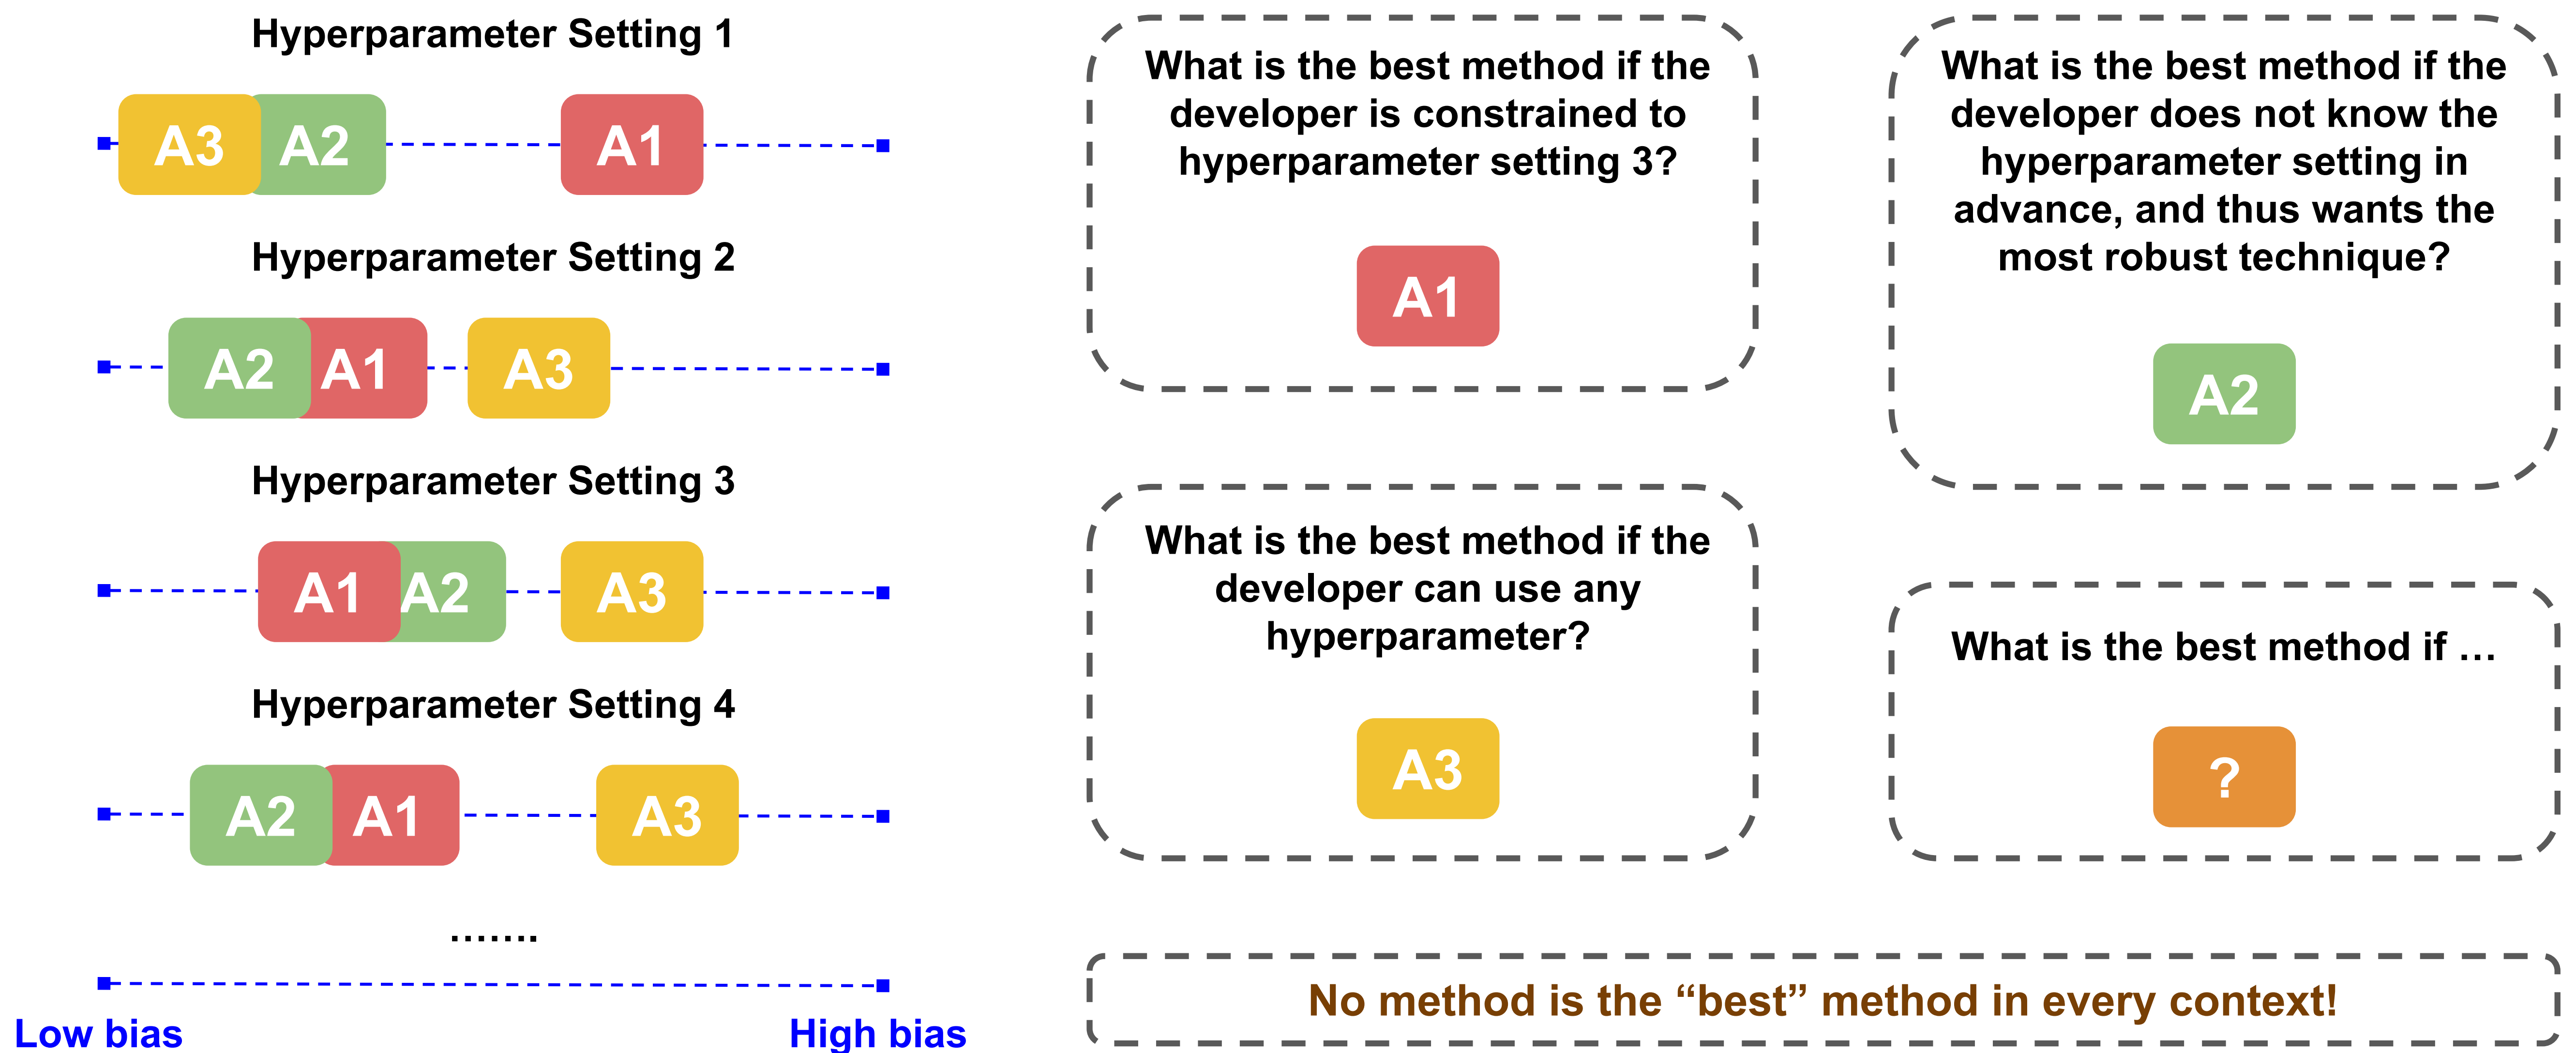 Hyperparameter Setting 1
A3 A2 A1
Hyperparameter Setting 2
A2 A1 A3
Hyperparameter Setting 3
A1 A2 A3
Hyperparameter Setting 4
A2 A1 A3
.......
Low bias High bias
What is the best method if the
developer is constrained to
hyperparameter setting 3?
A1
What is the best method if the
developer does not know the
hyperparameter setting in
advance, and thus wants the
most robust technique?
A2
What is the best method if the
developer can use any
hyperparameter?
A3
What is the best method if …
?
No method is the “best” method in every context!